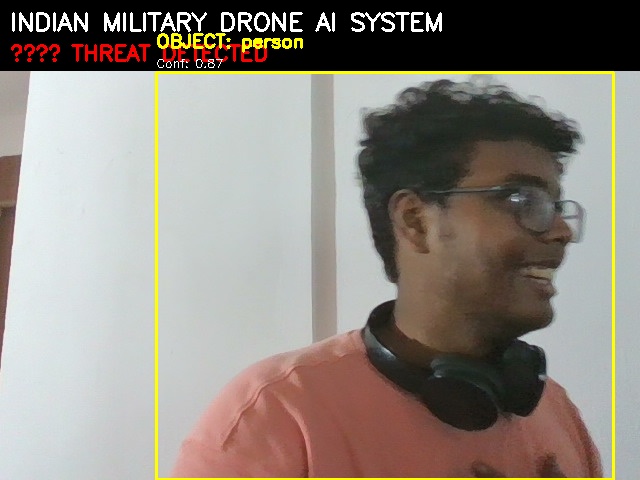 INDIAN MILITARY DRONE AI SYSTEM
???? THREAT DETECTED
OBJECT: person
Conf: 0.87